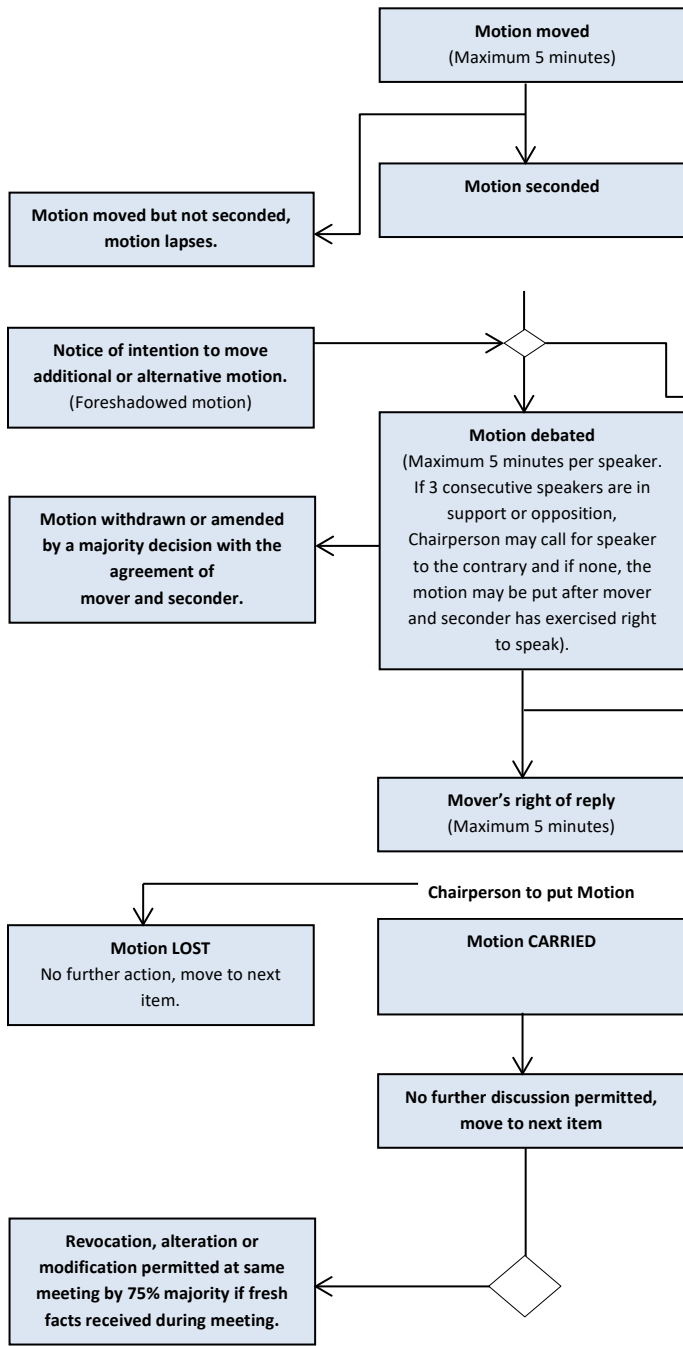 Motion moved
(Maximum 5 minutes)
Motion seconded
Motion moved but not seconded,
motion lapses.
Notice of intention to move
additional or alternative motion.
(Foreshadowed motion)
Motion debated
(Maximum 5 minutes per speaker.
If 3 consecutive speakers are in
support or opposition,
Chairperson may call for speaker
to the contrary and if none, the
motion may be put after mover
and seconder has exercised right
to speak).
Motion withdrawn or amended
by a majority decision with the
agreement of
mover and seconder.
Mover’s right of reply
(Maximum 5 minutes)
Chairperson to put Motion
Motion LOST
No further action, move to next
item.
Motion CARRIED
No further discussion permitted,
move to next item
Revocation, alteration or
modification permitted at same
meeting by 75% majority if fresh
facts received during meeting.